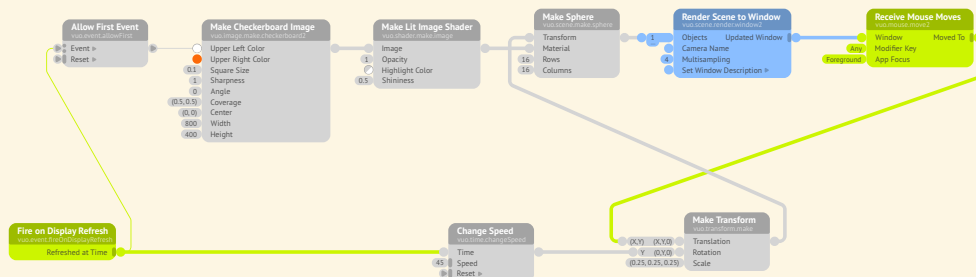 Allow First Event
vuo.event.allowFirst
Event
Reset
Make Checkerboard Image
vuo.image.make.checkerboard2
Upper Left Color
Upper Right Color
0.1 Square Size
1 Sharpness
0 Angle
(0.5, 0.5) Coverage
(0, 0) Center
800 Width
400 Height
Make Lit Image Shader
vuo.shader.make.image
Image
1 Opacity
Highlight Color
0.5 Shininess
Make Sphere
vuo.scene.make.sphere
Transform
Material
16 Rows
16 Columns
Render Scene to Window
vuo.scene.render.window2
1 Objects Updated Window
Camera Name
4 Multisampling
Set Window Description
Receive Mouse Moves
vuo.mouse.move2
Window Moved To
Any Modifier Key
Foreground App Focus
Fire on Display Refresh
vuo.event.fireOnDisplayRefresh
Refreshed at Time
Change Speed
vuo.time.changeSpeed
Time
45 Speed
Reset
Make Transform
vuo.transform.make
(X,Y) (X,Y,0) Translation
Y (0,Y,0) Rotation
(0.25, 0.25, 0.25) Scale